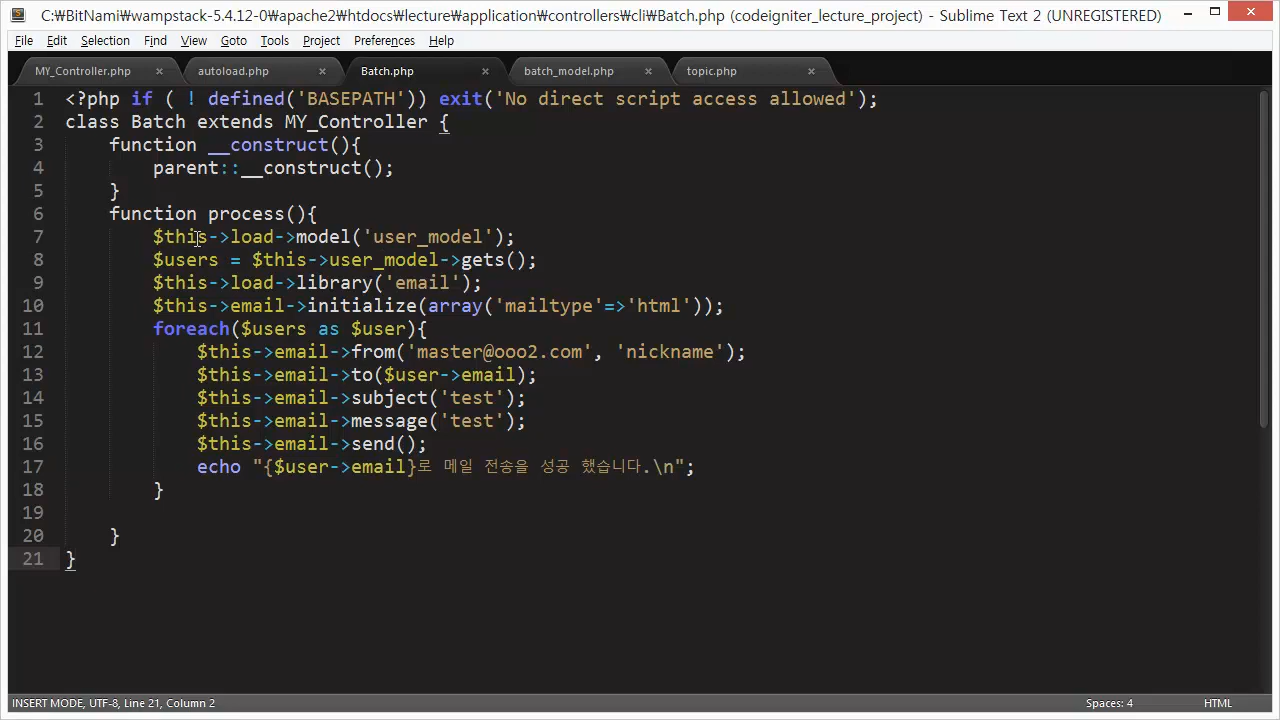 C:₩BitNami₩wampstack-5.4.12-0₩apache2₩htdocs₩lecture₩application₩controllers₩cli₩Batch.php (codeigniter_lecture_project) - Sublime Text 2 (UNREGISTERED)
File Edit Selection Find View Goto Tools Project Preferences Help
MY_Controller.php autoload.php Batch.php batch_model.php topic.php
1 <?php if ( ! defined('BASEPATH')) exit('No direct script access allowed');
2 class Batch extends MY_Controller {
3 function __construct(){
4 parent::__construct();
5 }
6 function process(){
7 $this->load->model('user_model');
8 $users = $this->user_model->gets();
9 $this->load->library('email');
10 $this->email->initialize(array('mailtype'=>'html'));
11 foreach($users as $user){
12 $this->email->from('master@ooo2.com', 'nickname');
13 $this->email->to($user->email);
14 $this->email->subject('test');
15 $this->email->message('test');
16 $this->email->send();
17 echo "{$user->email}로 메일 전송을 성공 했습니다.\n";
18 }
19
20 }
21 }
INSERT MODE, UTF-8, Line 21, Column 2 Spaces: 4 HTML